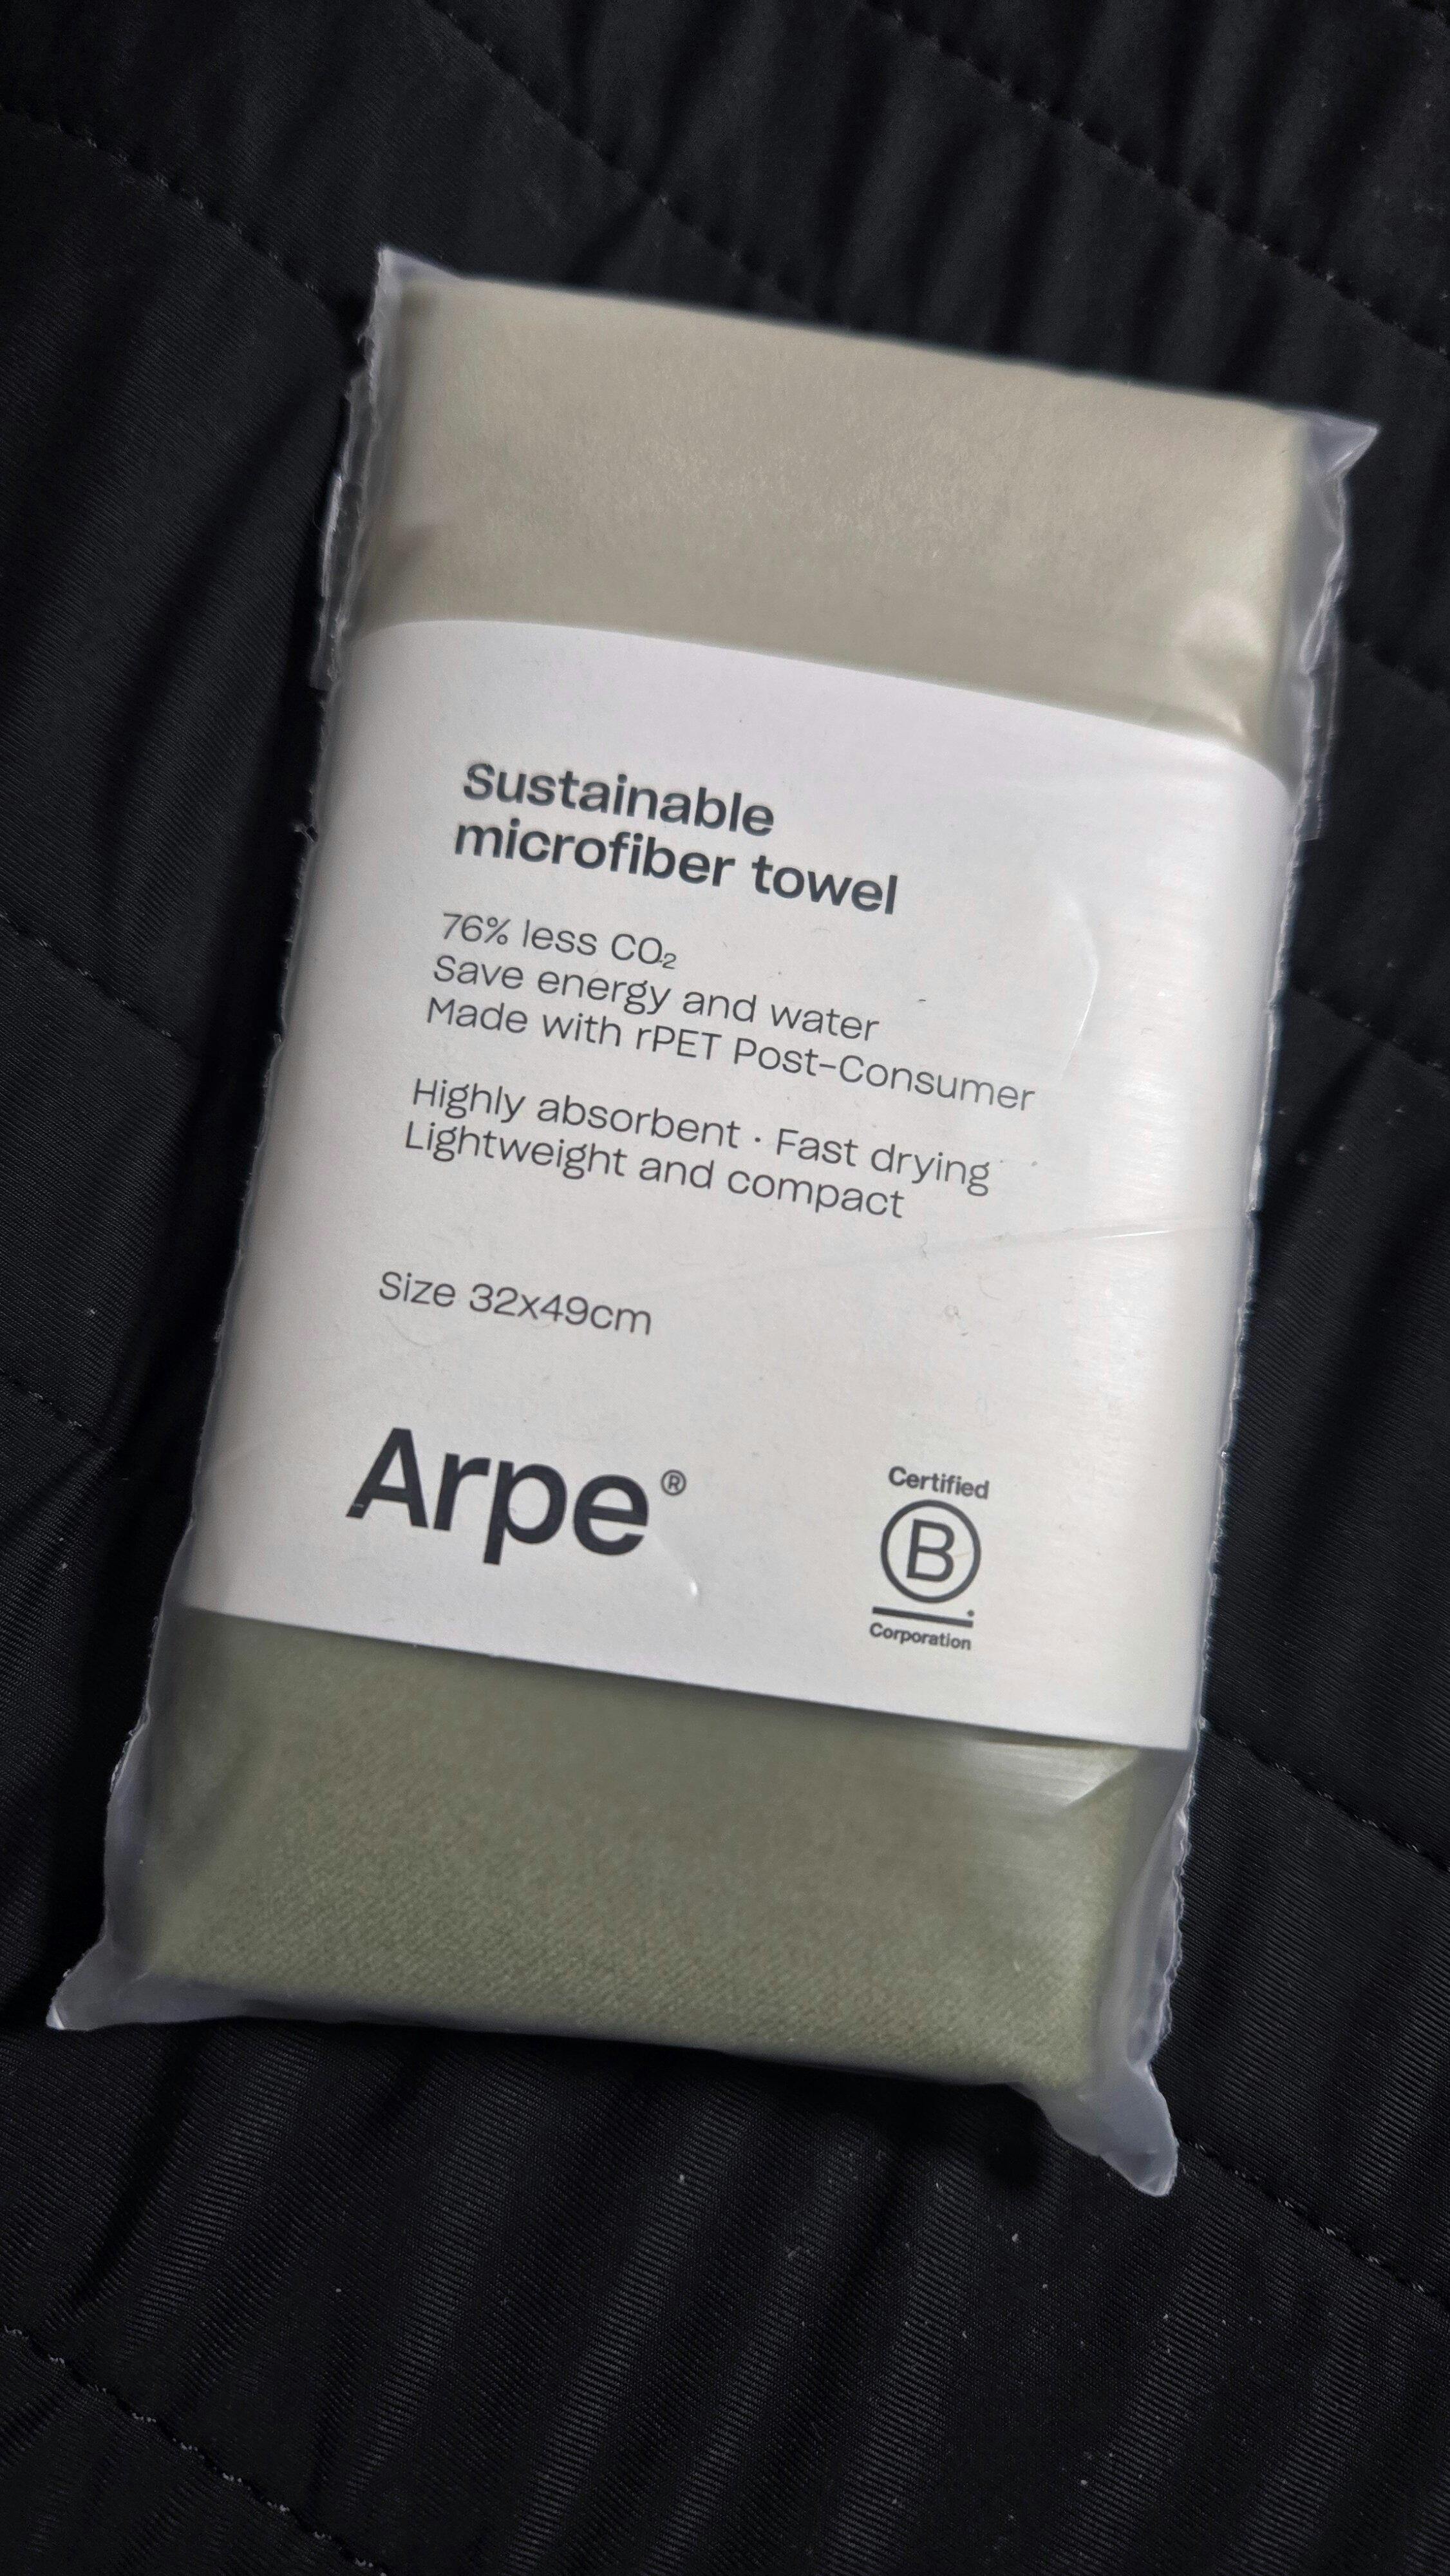 Sustainable
microfiber towel
76% less CO₂
Save energy and water
Made with rPET Post-Consumer
Highly absorbent · Fast drying
Lightweight and compact
Size 32x49cm
Arpe®
Certified
B
Corporation